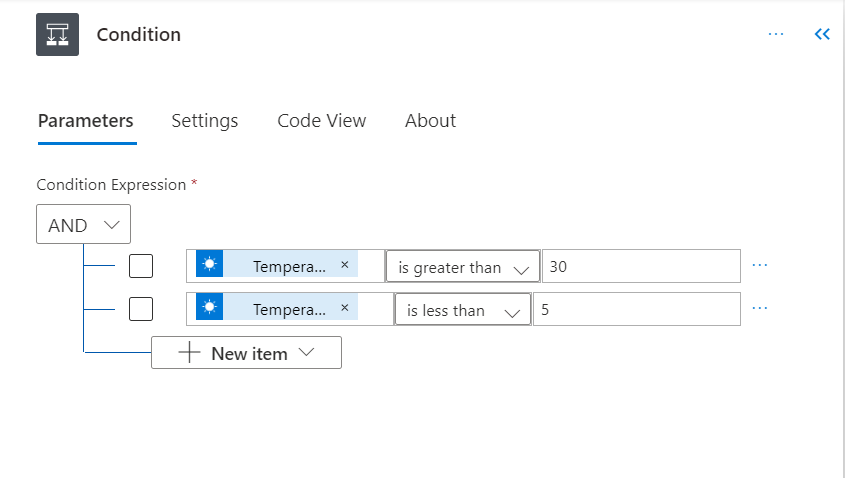 Condition
Parameters Settings Code View About
Condition Expression *
AND
Tempera... × is greater than 30
Tempera... × is less than 5
New item